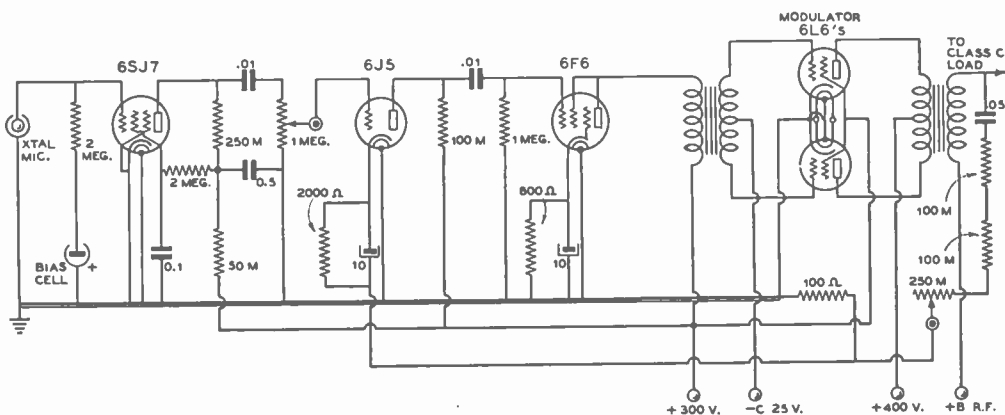 MODULATOR
6L6's
TO
CLASS C
LOAD
6SJ7
.01
6J5
.01
6F6
.05
XTAL
MIC.
2
MEG.
250 M
1 MEG.
100 M
1 MEG.
2 MEG.
0.5
2000 Ω
800 Ω
100 M
100 M
BIAS
CELL
+
0.1
50 M
10
10
100 Ω
250 M
+300 V.
-C 25 V.
+400 V.
+B R.F.